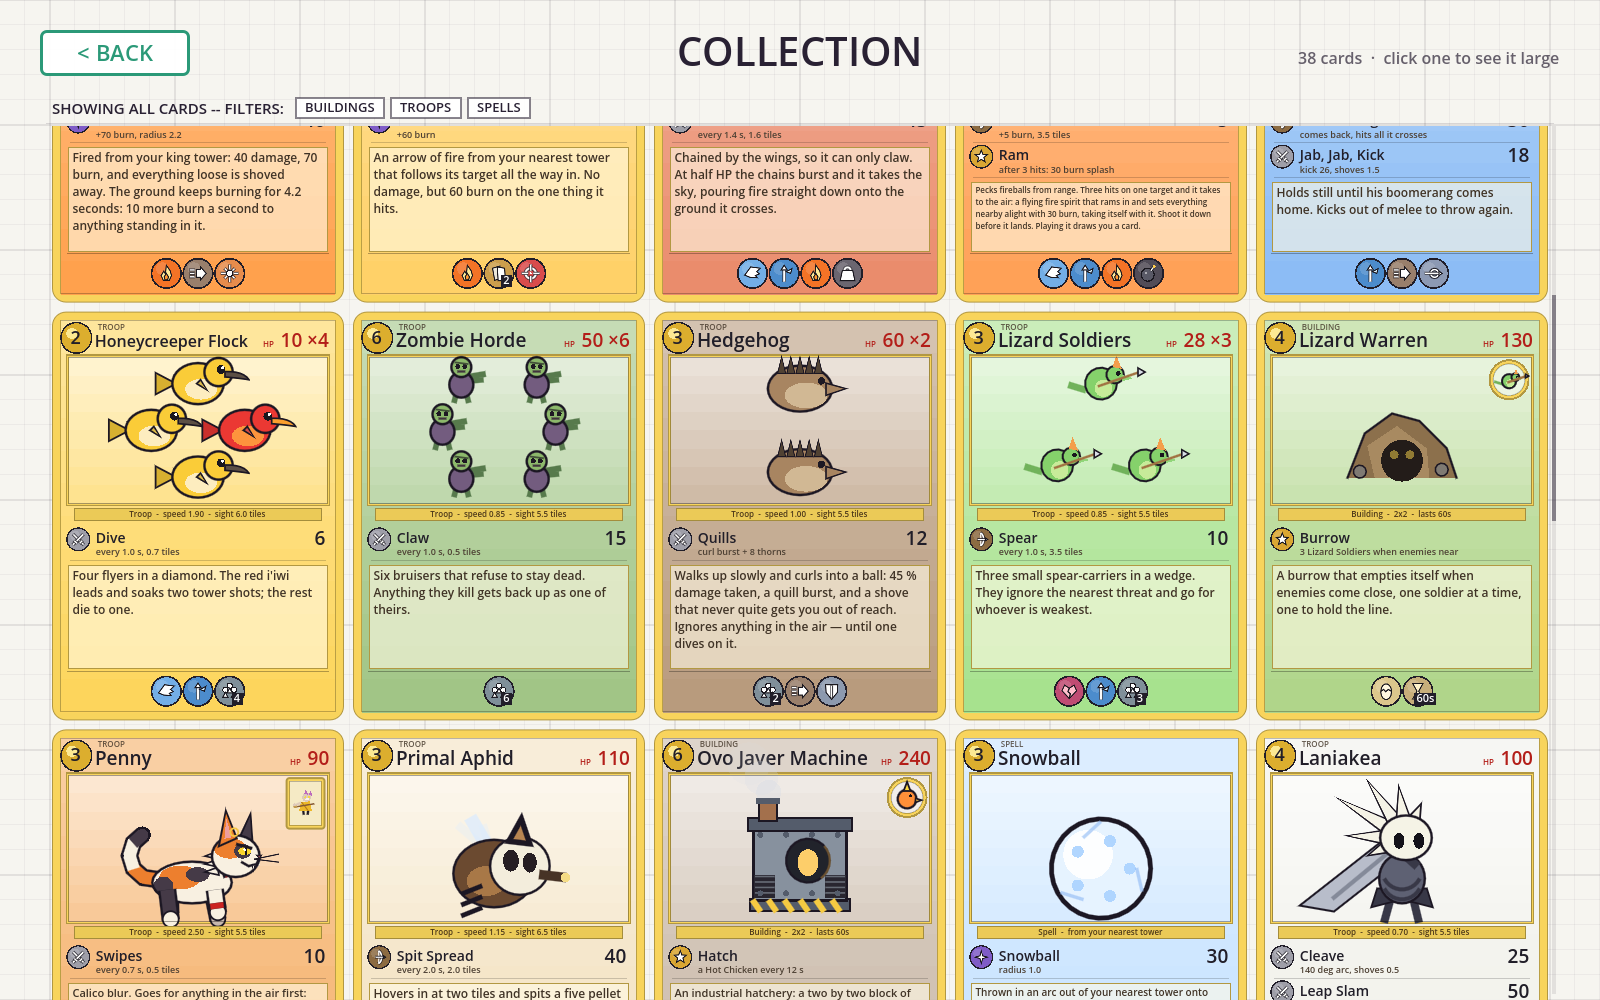 < BACK
COLLECTION
38 cards · click one to see it large
SHOWING ALL CARDS -- FILTERS:
BUILDINGS
TROOPS
SPELLS
+70 burn, radius 2.2
Fired from your king tower: 40 damage, 70
burn, and everything loose is shoved
away. The ground keeps burning for 4.2
seconds: 10 more burn a second to
anything standing in it.
+60 burn
An arrow of fire from your nearest tower
that follows its target all the way in. No
damage, but 60 burn on the one thing it
hits.
2
every 1.4 s, 1.6 tiles
Chained by the wings, so it can only claw.
At half HP the chains burst and it takes the
sky, pouring fire straight down onto the
ground it crosses.
+5 burn, 3.5 tiles
Ram
after 3 hits: 30 burn splash
Pecks fireballs from range. Three hits on one target and it takes
to the air: a flying fire spirit that rams in and sets everything
nearby alight with 30 burn, taking itself with it. Shoot it down
before it lands. Playing it draws you a card.
comes back, hits all it crosses
Jab, Jab, Kick
18
kick 26, shoves 1.5
Holds still until his boomerang comes
home. Kicks out of melee to throw again.
2
TROOP
Honeycreeper Flock
HP 10 ×4
Troop - speed 1.90 - sight 6.0 tiles
Dive
6
every 1.0 s, 0.7 tiles
Four flyers in a diamond. The red i'iwi
leads and soaks two tower shots; the rest
die to one.
4
6
TROOP
Zombie Horde
HP 50 ×6
Troop - speed 0.85 - sight 5.5 tiles
Claw
15
every 1.0 s, 0.5 tiles
Six bruisers that refuse to stay dead.
Anything they kill gets back up as one of
theirs.
6
3
TROOP
Hedgehog
HP 60 ×2
Troop - speed 1.00 - sight 5.5 tiles
Quills
12
curl burst + 8 thorns
Walks up slowly and curls into a ball: 45 %
damage taken, a quill burst, and a shove
that never quite gets you out of reach.
Ignores anything in the air — until one
dives on it.
2
3
TROOP
Lizard Soldiers
HP 28 ×3
Troop - speed 0.85 - sight 5.5 tiles
Spear
10
every 1.0 s, 3.5 tiles
Three small spear-carriers in a wedge.
They ignore the nearest threat and go for
whoever is weakest.
3
4
BUILDING
Lizard Warren
HP 130
Building - 2x2 - lasts 60s
Burrow
3 Lizard Soldiers when enemies near
A burrow that empties itself when
enemies come close, one soldier at a time,
one to hold the line.
60s
3
TROOP
Penny
HP 90
Troop - speed 2.50 - sight 5.5 tiles
Swipes
10
every 0.7 s, 0.5 tiles
Calico blur. Goes for anything in the air first:
3
TROOP
Primal Aphid
HP 110
Troop - speed 1.15 - sight 6.5 tiles
Spit Spread
40
every 2.0 s, 2.0 tiles
Hovers in at two tiles and spits a five pellet
6
BUILDING
Ovo Javer Machine
HP 240
Building - 2x2 - lasts 60s
Hatch
a Hot Chicken every 12 s
An industrial hatchery: a two by two block of
3
SPELL
Snowball
Spell - from your nearest tower
Snowball
30
radius 1.0
Thrown in an arc out of your nearest tower onto
4
TROOP
Laniakea
HP 100
Troop - speed 0.70 - sight 5.5 tiles
Cleave
25
140 deg arc, shoves 0.5
Leap Slam
50